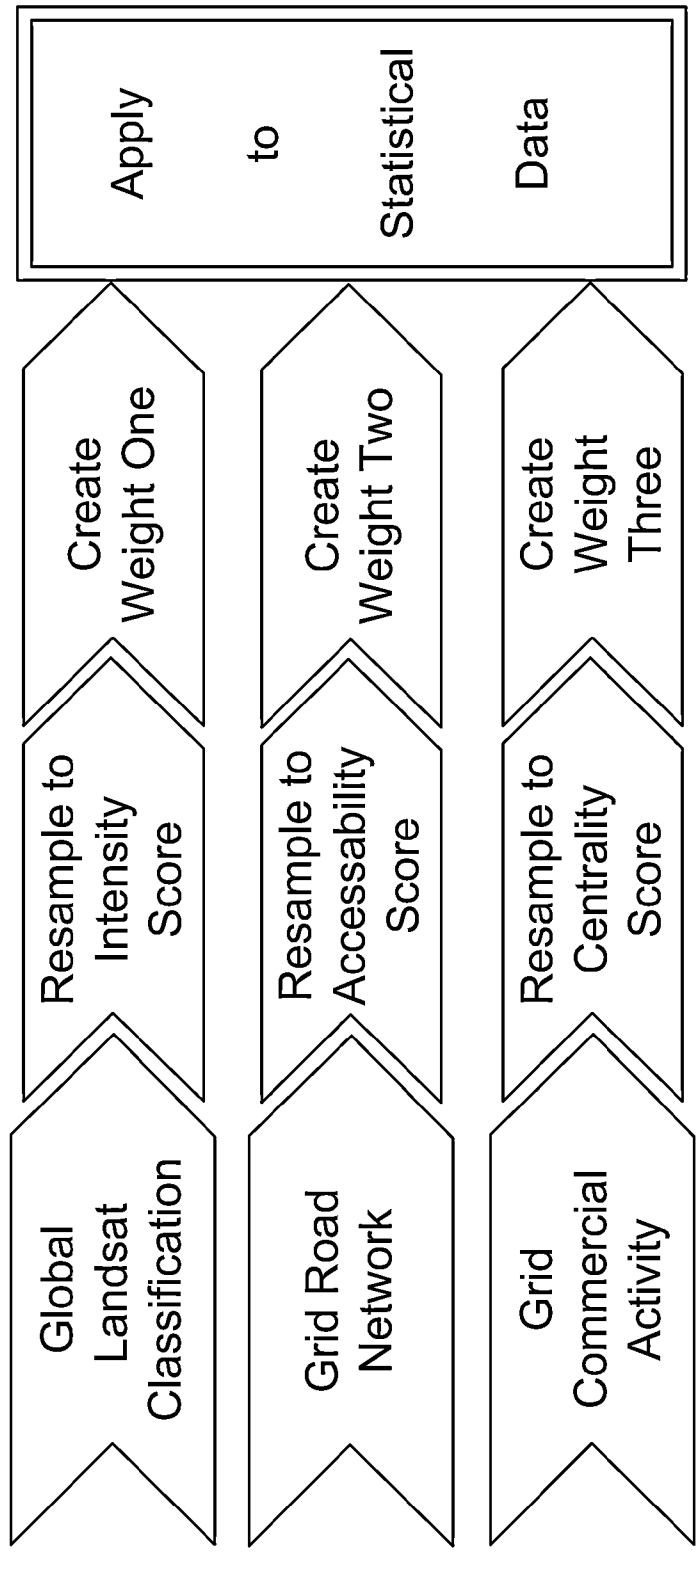 Global
Landsat
Classification
Resample to
Intensity
Score
Create
Weight One
Grid Road
Network
Resample to
Accessability
Score
Create
Weight Two
Grid
Commercial
Activity
Resample to
Centrality
Score
Create
Weight
Three
Apply
to
Statistical
Data